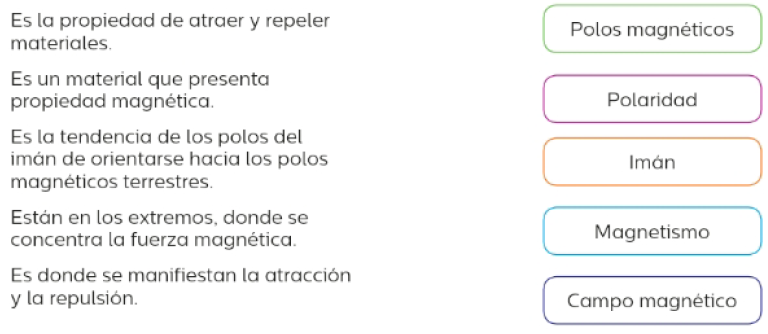 Es la propiedad de atraer y repeler
materiales.
Es un material que presenta
propiedad magnética.
Es la tendencia de los polos del
imán de orientarse hacia los polos
magnéticos terrestres.
Están en los extremos, donde se
concentra la fuerza magnética.
Es donde se manifiestan la atracción
y la repulsión.
Polos magnéticos
Polaridad
Imán
Magnetismo
Campo magnético